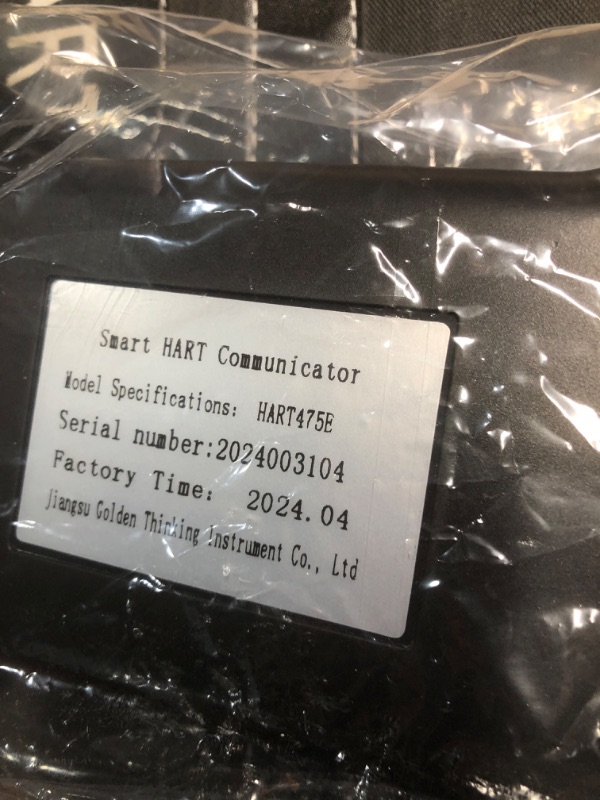 Smart HART Communicator
Model Specifications: HART475E
Serial number:2024003104
Factory Time: 2024.04
Jiangsu Golden Thinking Instrument Co., Ltd